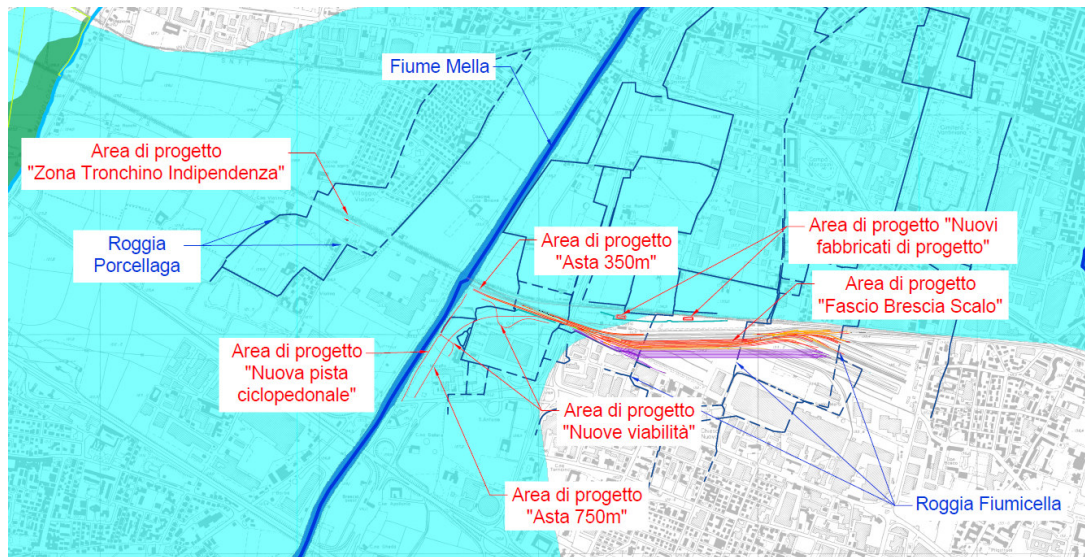 Fiume Mella
Area di progetto
"Zona Tronchino Indipendenza"
Roggia
Porcellaga
Area di progetto
"Asta 350m"
Area di progetto "Nuovi
fabbricati di progetto"
Area di progetto
"Fascio Brescia Scalo"
Area di progetto
"Nuova pista
ciclopedonale"
Area di progetto
"Nuove viabilità"
Area di progetto
"Asta 750m"
Roggia Fiumicella